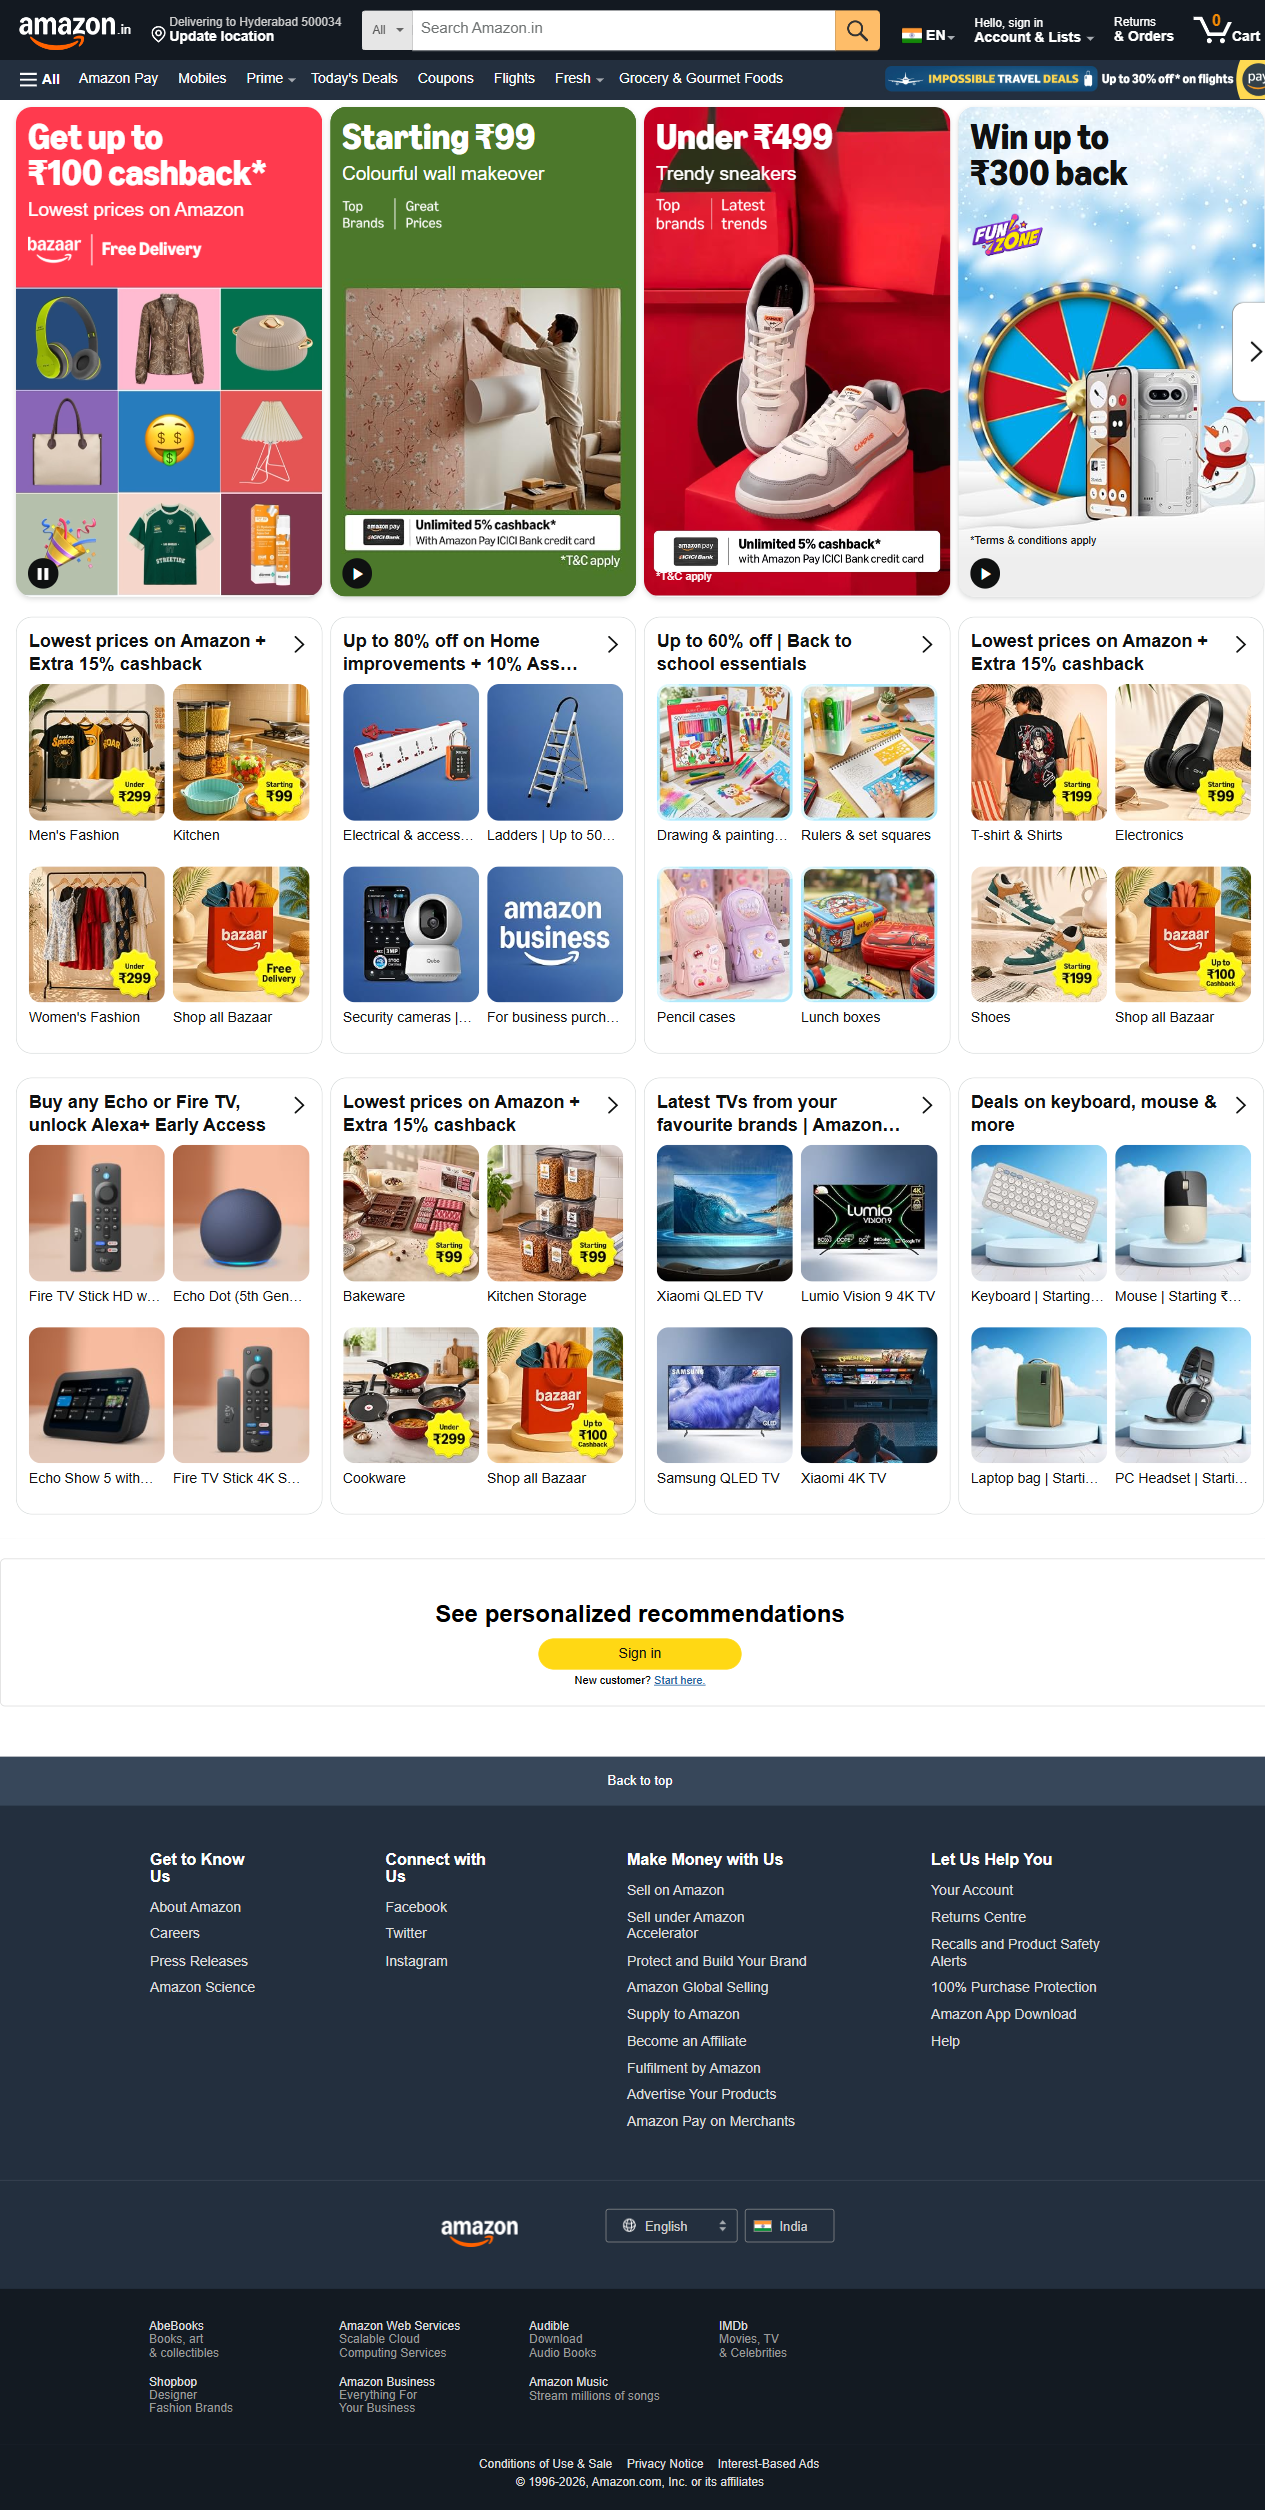 amazon.in
Delivering to Hyderabad 500034
Update location
All
Search Amazon.in
EN
Hello, sign in
Account & Lists
Returns
& Orders
0
Cart
All
Amazon Pay
Mobiles
Prime
Today's Deals
Coupons
Flights
Fresh
Grocery & Gourmet Foods
IMPOSSIBLE TRAVEL DEALS
Up to 30% off* on flights
pay
Get up to
₹100 cashback*
Lowest prices on Amazon
bazaar
Free Delivery
Starting ₹99
Colourful wall makeover
Top
Brands
Great
Prices
amazon pay
ICICI Bank
Unlimited 5% cashback*
With Amazon Pay ICICI Bank credit card
*T&C apply
Under ₹499
Trendy sneakers
Top
brands
Latest
trends
CAMPUS
amazon pay
ICICI Bank
Unlimited 5% cashback*
with Amazon Pay ICICI Bank credit card
*T&C apply
Win up to
₹300 back
FUN
ZONE
*Terms & conditions apply
Lowest prices on Amazon +
Extra 15% cashback
Under
₹299
Starting
₹99
Men's Fashion
Kitchen
Under
₹299
bazaar
Free
Delivery
Women's Fashion
Shop all Bazaar
Up to 80% off on Home
improvements + 10% Ass...
Electrical & access...
Ladders | Up to 50...
Qubo
amazon
business
Security cameras |...
For business purch...
Up to 60% off | Back to
school essentials
Drawing & painting...
Rulers & set squares
Pencil cases
Lunch boxes
Lowest prices on Amazon +
Extra 15% cashback
Starting
₹199
Starting
₹99
T-shirt & Shirts
Electronics
Starting
₹199
bazaar
Up to
₹100
Cashback
Shoes
Shop all Bazaar
Buy any Echo or Fire TV,
unlock Alexa+ Early Access
Fire TV Stick HD w...
Echo Dot (5th Gen...
Echo Show 5 with...
Fire TV Stick 4K S...
Lowest prices on Amazon +
Extra 15% cashback
Starting
₹99
Starting
₹99
Bakeware
Kitchen Storage
Under
₹299
bazaar
Up to
₹100
Cashback
Cookware
Shop all Bazaar
Latest TVs from your
favourite brands | Amazon...
4K
Lumio
VISION 9
Xiaomi QLED TV
Lumio Vision 9 4K TV
SAMSUNG
QLED
Samsung QLED TV
Xiaomi 4K TV
Deals on keyboard, mouse &
more
Keyboard | Starting...
Mouse | Starting ₹...
Laptop bag | Starti...
PC Headset | Starti...
See personalized recommendations
Sign in
New customer? Start here.
Back to top
Get to Know
Us
About Amazon
Careers
Press Releases
Amazon Science
Connect with
Us
Facebook
Twitter
Instagram
Make Money with Us
Sell on Amazon
Sell under Amazon
Accelerator
Protect and Build Your Brand
Amazon Global Selling
Supply to Amazon
Become an Affiliate
Fulfilment by Amazon
Advertise Your Products
Amazon Pay on Merchants
Let Us Help You
Your Account
Returns Centre
Recalls and Product Safety
Alerts
100% Purchase Protection
Amazon App Download
Help
amazon
English
India
AbeBooks
Books, art
& collectibles
Amazon Web Services
Scalable Cloud
Computing Services
Audible
Download
Audio Books
IMDb
Movies, TV
& Celebrities
Shopbop
Designer
Fashion Brands
Amazon Business
Everything For
Your Business
Amazon Music
Stream millions of songs
Conditions of Use & Sale
Privacy Notice
Interest-Based Ads
© 1996-2026, Amazon.com, Inc. or its affiliates